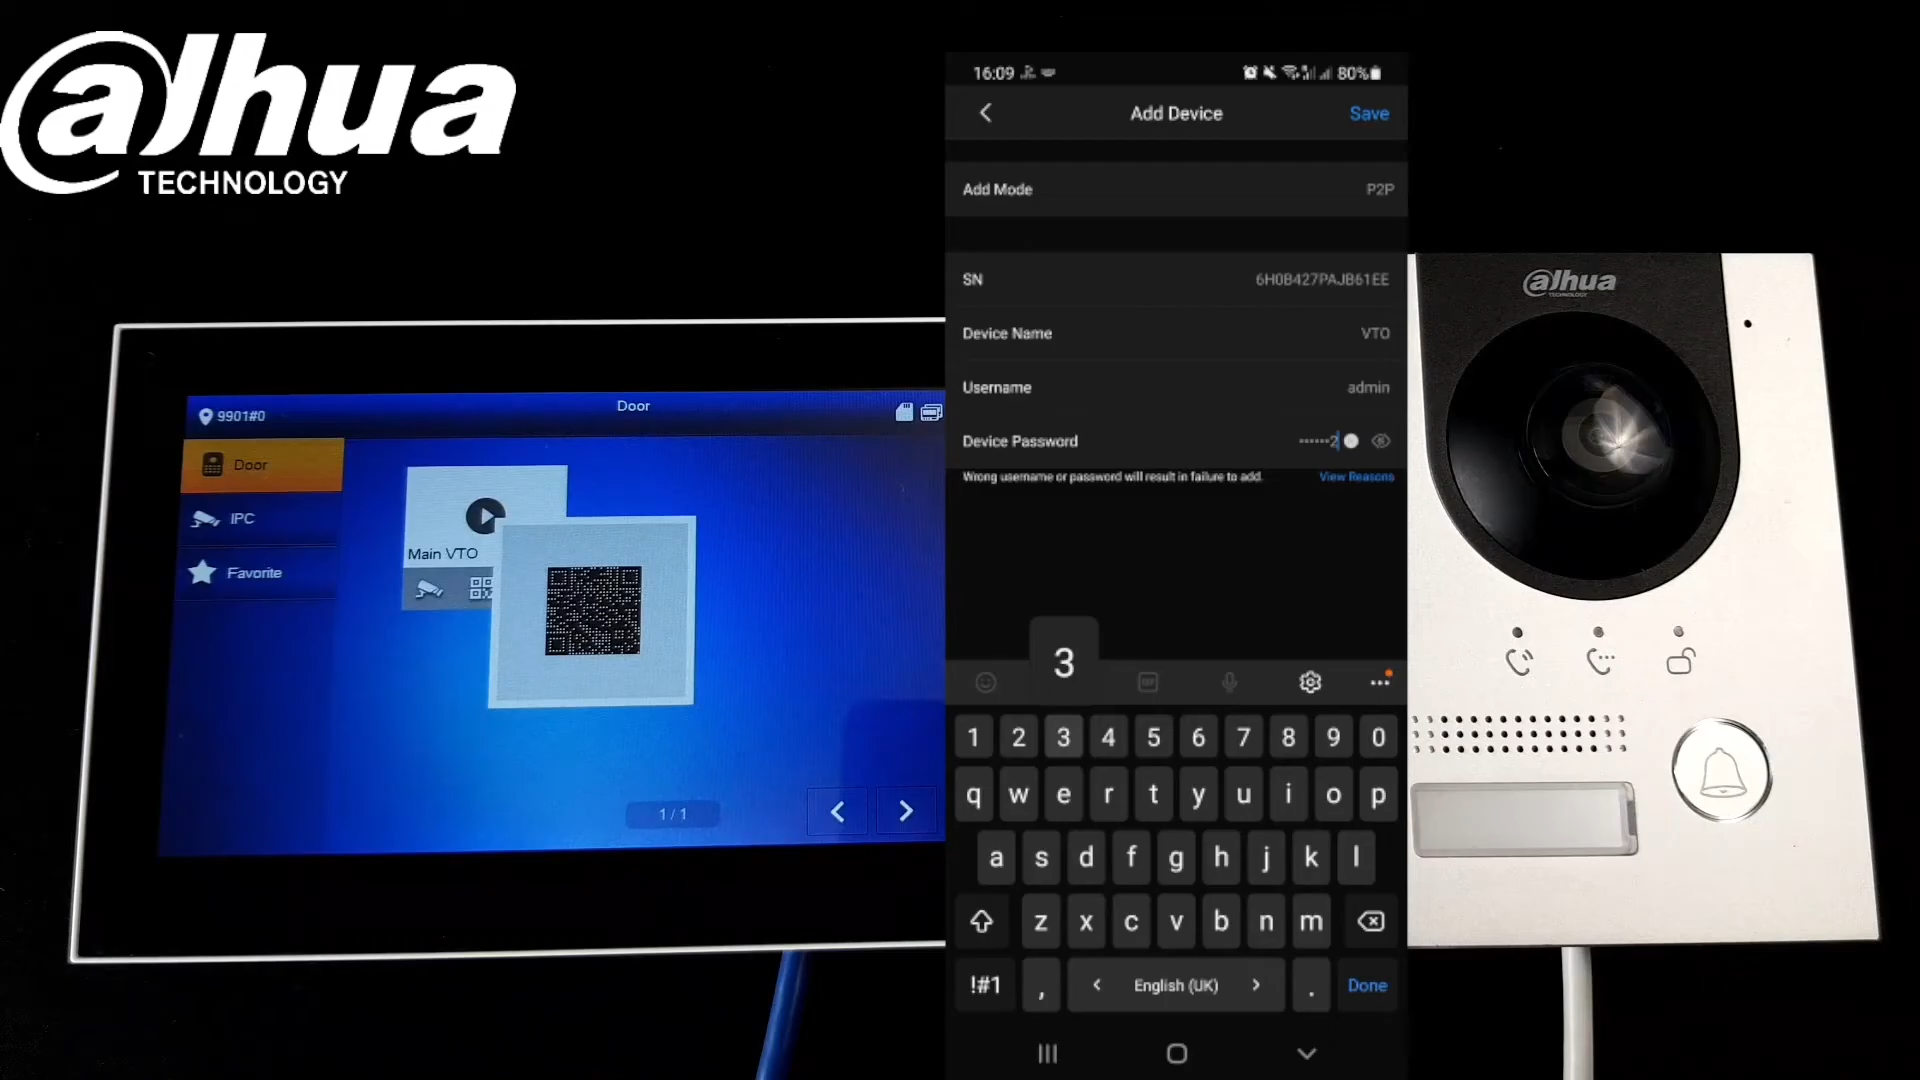 alhua
TECHNOLOGY
9901#0
Door
Door
IPC
Favorite
Main VTO
1 / 1
16:09
80%
Add Device
Save
Add Mode
P2P
SN
6H0B427PAJB61EE
Device Name
VTO
Username
admin
Device Password
••••••2
Wrong username or password will result in failure to add.
View Reasons
3
1 2 3 4 5 6 7 8 9 0
q w e r t y u i o p
a s d f g h j k l
z x c v b n m
!#1 , < English (UK) > . Done
alhua
TECHNOLOGY